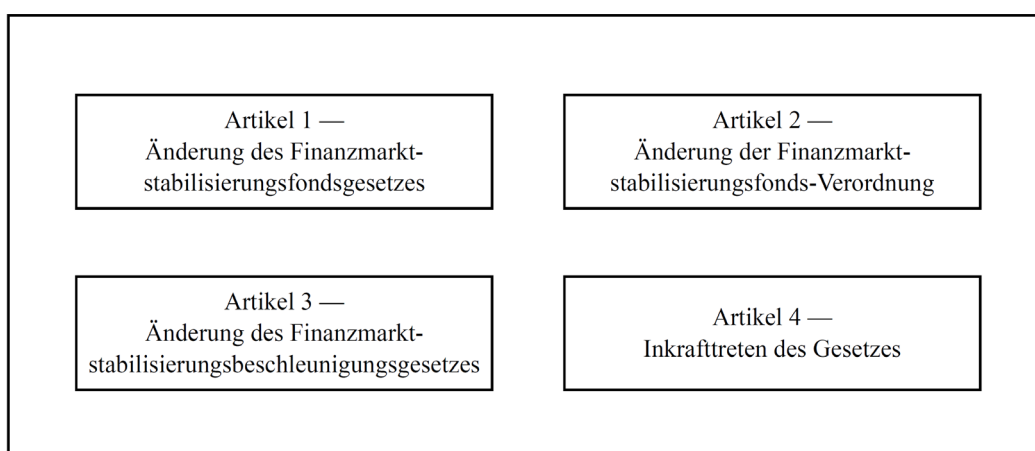 Artikel 1 —
Änderung des Finanzmarkt-
stabilisierungsfondsgesetzes
Artikel 2 —
Änderung der Finanzmarkt-
stabilisierungsfonds-Verordnung
Artikel 3 —
Änderung des Finanzmarkt-
stabilisierungsbeschleunigungsgesetzes
Artikel 4 —
Inkrafttreten des Gesetzes